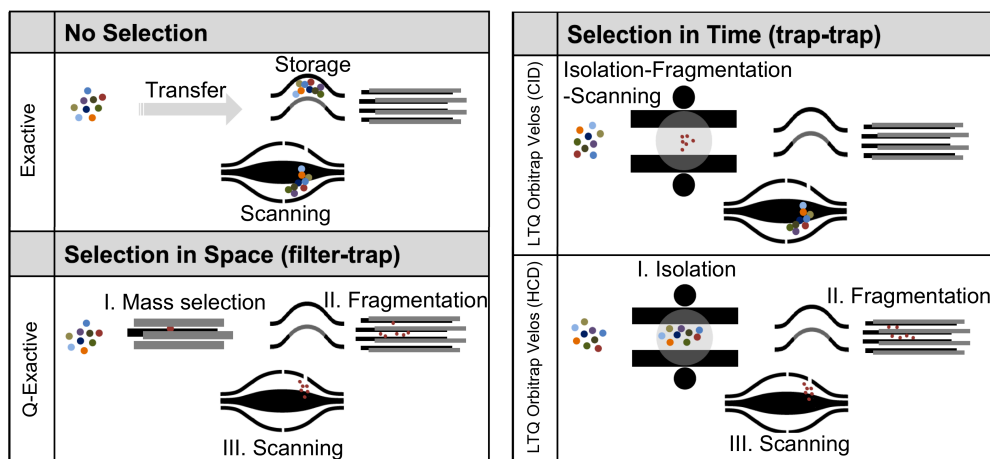 No Selection
Exactive
Transfer
Storage
Scanning
Selection in Space (filter-trap)
Q-Exactive
I. Mass selection
II. Fragmentation
III. Scanning
Selection in Time (trap-trap)
LTQ Orbitrap Velos (CID)
Isolation-Fragmentation
-Scanning
LTQ Orbitrap Velos (HCD)
I. Isolation
II. Fragmentation
III. Scanning